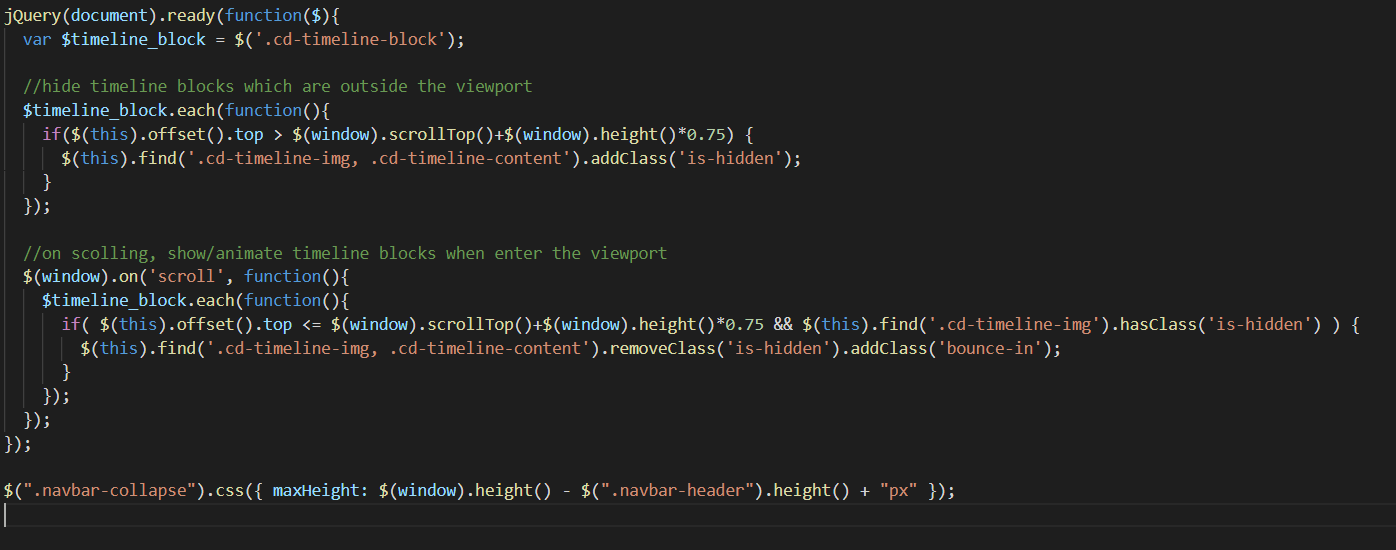 jQuery(document).ready(function($){
  var $timeline_block = $('.cd-timeline-block');

  //hide timeline blocks which are outside the viewport
  $timeline_block.each(function(){
    if($(this).offset().top > $(window).scrollTop()+$(window).height()*0.75) {
      $(this).find('.cd-timeline-img, .cd-timeline-content').addClass('is-hidden');
    }
  });

  //on scolling, show/animate timeline blocks when enter the viewport
  $(window).on('scroll', function(){
    $timeline_block.each(function(){
      if( $(this).offset().top <= $(window).scrollTop()+$(window).height()*0.75 && $(this).find('.cd-timeline-img').hasClass('is-hidden') ) {
        $(this).find('.cd-timeline-img, .cd-timeline-content').removeClass('is-hidden').addClass('bounce-in');
      }
    });
  });
});

$(".navbar-collapse").css({ maxHeight: $(window).height() - $(".navbar-header").height() + "px" });